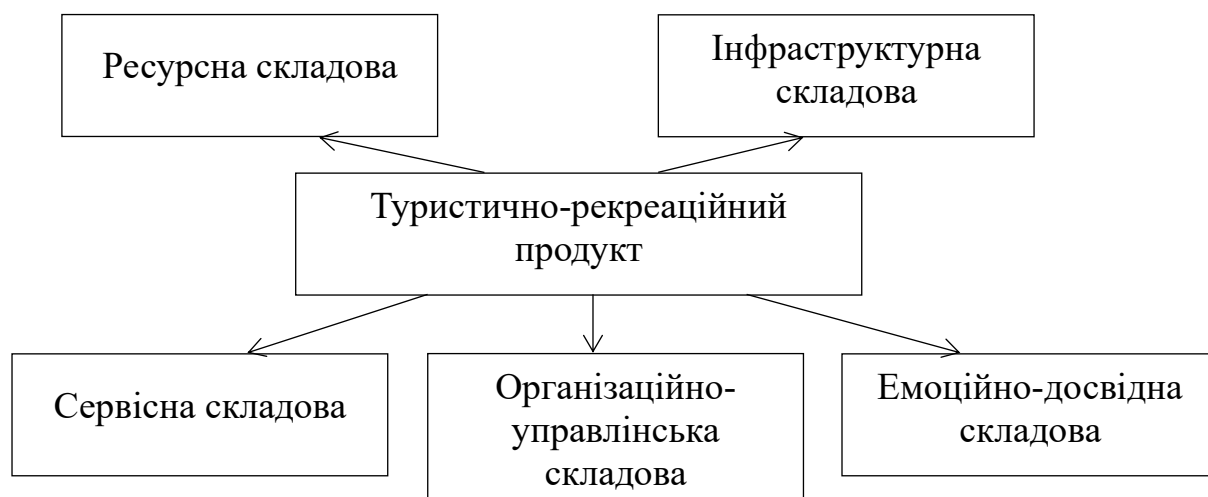 Ресурсна складова
Інфраструктурна
складова
Туристично-рекреаційний
продукт
Сервісна складова
Організаційно-
управлінська
складова
Емоційно-досвідна
складова